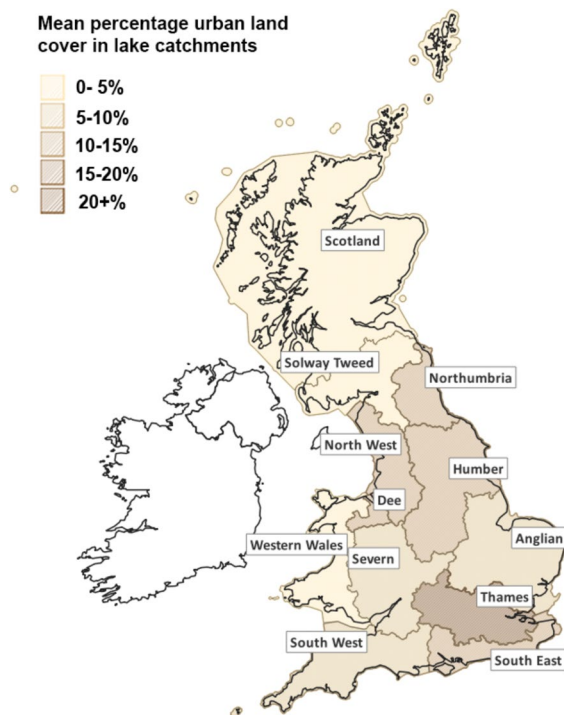 Mean percentage urban land
cover in lake catchments
0- 5%
5-10%
10-15%
15-20%
20+%
Scotland
Solway Tweed
Northumbria
North West
Humber
Dee
Anglian
Western Wales
Severn
Thames
South West
South East